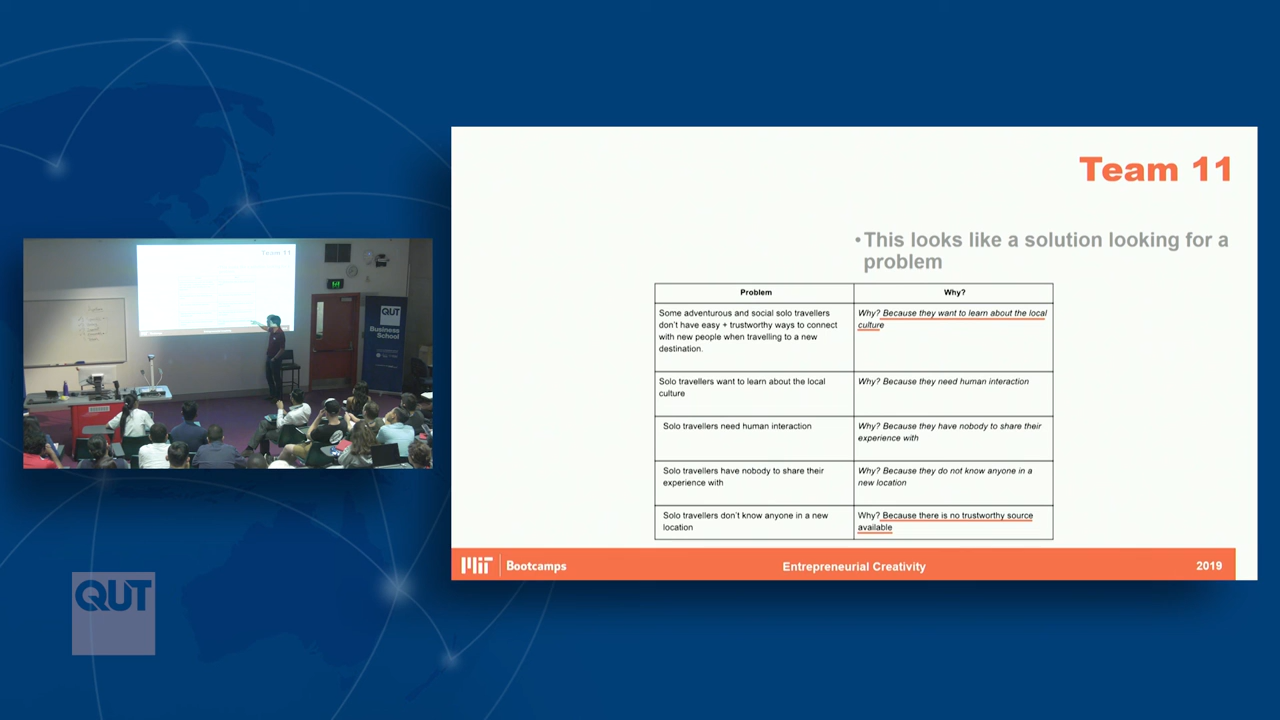 Team 11
•This looks like a solution looking for a
problem
Problem
Why?
Some adventurous and social solo travellers
don't have easy + trustworthy ways to connect
with new people when travelling to a new
destination.
Why? Because they want to learn about the local
culture
Solo travellers want to learn about the local
culture
Why? Because they need human interaction
Solo travellers need human interaction
Why? Because they have nobody to share their
experience with
Solo travellers have nobody to share their
experience with
Why? Because they do not know anyone in a
new location
Solo travellers don't know anyone in a new
location
Why? Because there is no trustworthy source
available
MIT Bootcamps
Entrepreneurial Creativity
2019
Team 11
QUT
Business
School
QUT